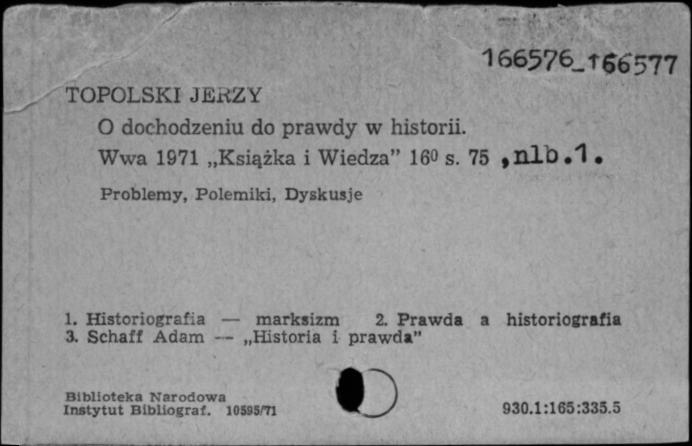 166576_166577
TOPOLSKI JERZY
O dochodzeniu do prawdy w historii.
Wwa 1971 „Książka i Wiedza” 16⁰ s. 75 , nlb.1.
Problemy, Polemiki, Dyskusje
1. Historiografia — marksizm 2. Prawda a historiografia
3. Schaff Adam — „Historia i prawda”
Biblioteka Narodowa
Instytut Bibliograf. 10595/71
930.1:165:335.5